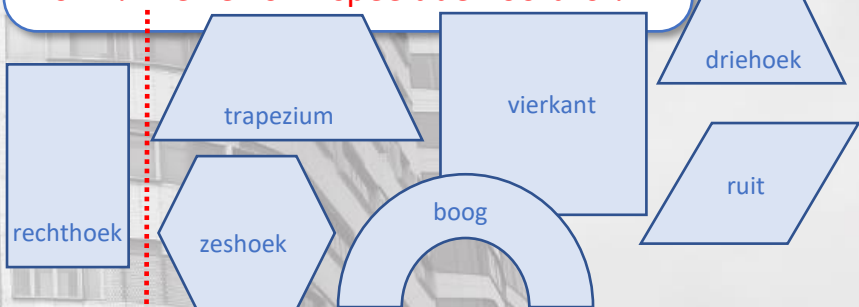 driehoek
trapezium
vierkant
rechthoek
zeshoek
boog
ruit